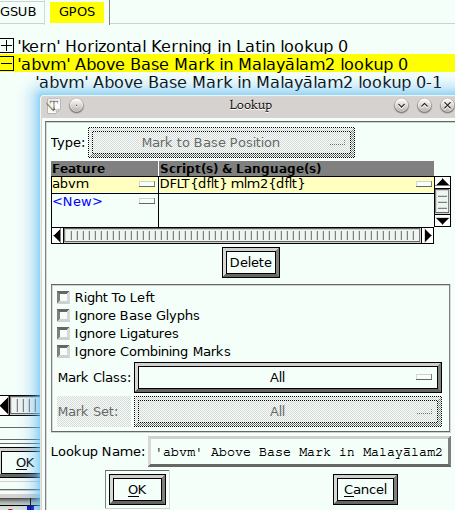 GSUB GPOS
'kern' Horizontal Kerning in Latin lookup 0
'abvm' Above Base Mark in Malayālam2 lookup 0
'abvm' Above Base Mark in Malayālam2 lookup 0-1
Lookup
Type: Mark to Base Position
Feature Script(s) & Language(s)
abvm DFLT{dflt} mlm2{dflt}
<New>
Delete
Right To Left
Ignore Base Glyphs
Ignore Ligatures
Ignore Combining Marks
Mark Class: All
Mark Set: All
Lookup Name: 'abvm' Above Base Mark in Malayālam2
OK
OK Cancel